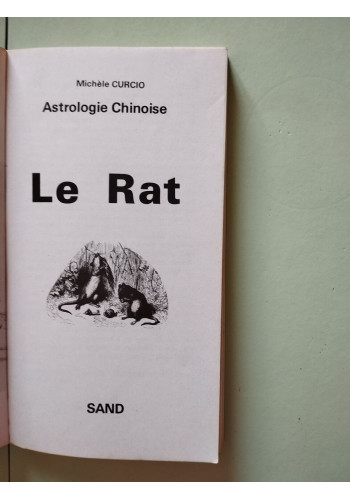 Michèle CURCIO
Astrologie Chinoise
Le Rat
SAND